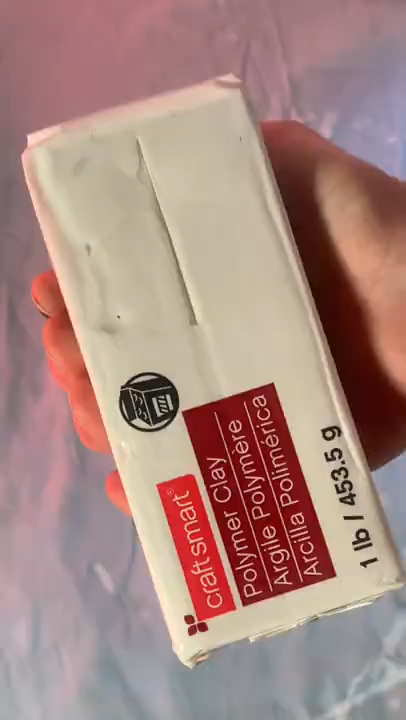 craftsmart®
Polymer Clay
Argile Polymère
Arcilla Polimérica
1 lb / 453.5 g